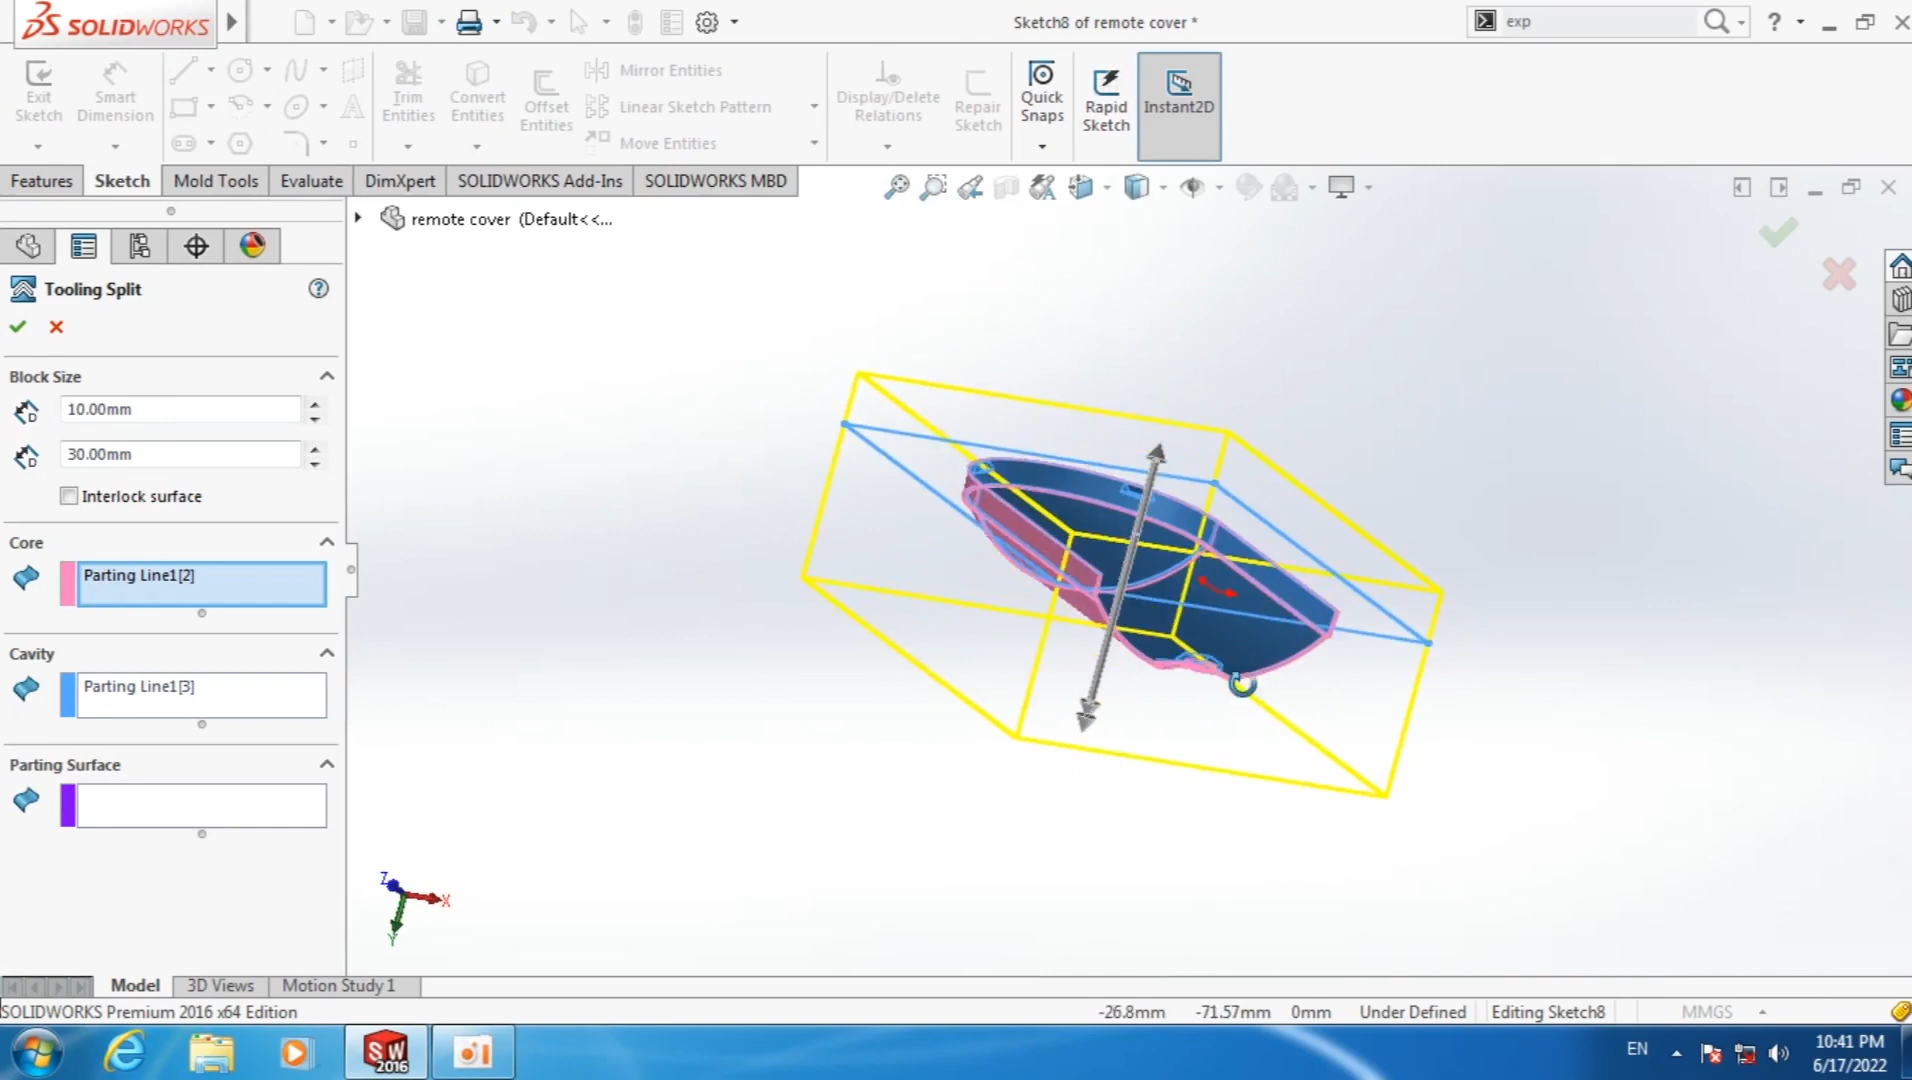 SOLIDWORKS
Sketch8 of remote cover *
exp
?
Exit Sketch
Smart Dimension
Trim Entities
Convert Entities
Offset Entities
Mirror Entities
Linear Sketch Pattern
Move Entities
Display/Delete Relations
Repair Sketch
Quick Snaps
Rapid Sketch
Instant2D
Features
Sketch
Mold Tools
Evaluate
DimXpert
SOLIDWORKS Add-Ins
SOLIDWORKS MBD
remote cover (Default<<...
Tooling Split
?
Block Size
10.00mm
30.00mm
Interlock surface
Core
Parting Line1[2]
Cavity
Parting Line1[3]
Parting Surface
Z
X
Y
Model
3D Views
Motion Study 1
SOLIDWORKS Premium 2016 x64 Edition
-26.8mm
-71.57mm
0mm
Under Defined
Editing Sketch8
MMGS
SW
2016
EN
10:41 PM
6/17/2022